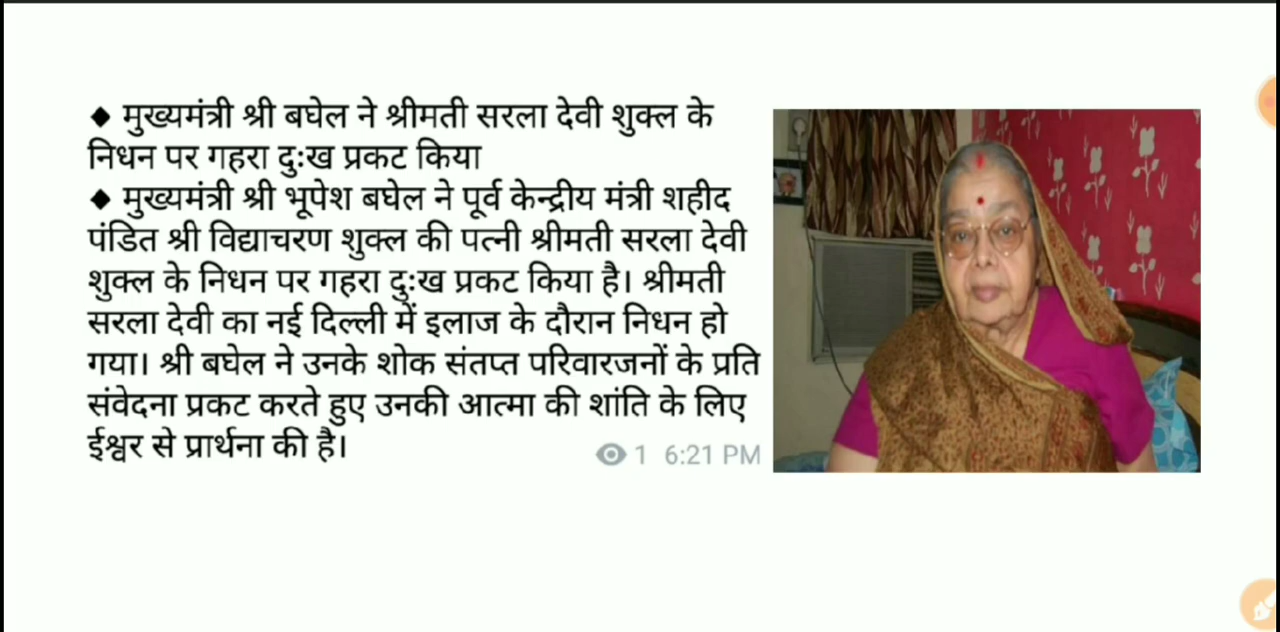 ◆ मुख्यमंत्री श्री बघेल ने श्रीमती सरला देवी शुक्ल के
निधन पर गहरा दुःख प्रकट किया
◆ मुख्यमंत्री श्री भूपेश बघेल ने पूर्व केन्द्रीय मंत्री शहीद
पंडित श्री विद्याचरण शुक्ल की पत्नी श्रीमती सरला देवी
शुक्ल के निधन पर गहरा दुःख प्रकट किया है। श्रीमती
सरला देवी का नई दिल्ली में इलाज के दौरान निधन हो
गया। श्री बघेल ने उनके शोक संतप्त परिवारजनों के प्रति
संवेदना प्रकट करते हुए उनकी आत्मा की शांति के लिए
ईश्वर से प्रार्थना की है।
1 6:21 PM